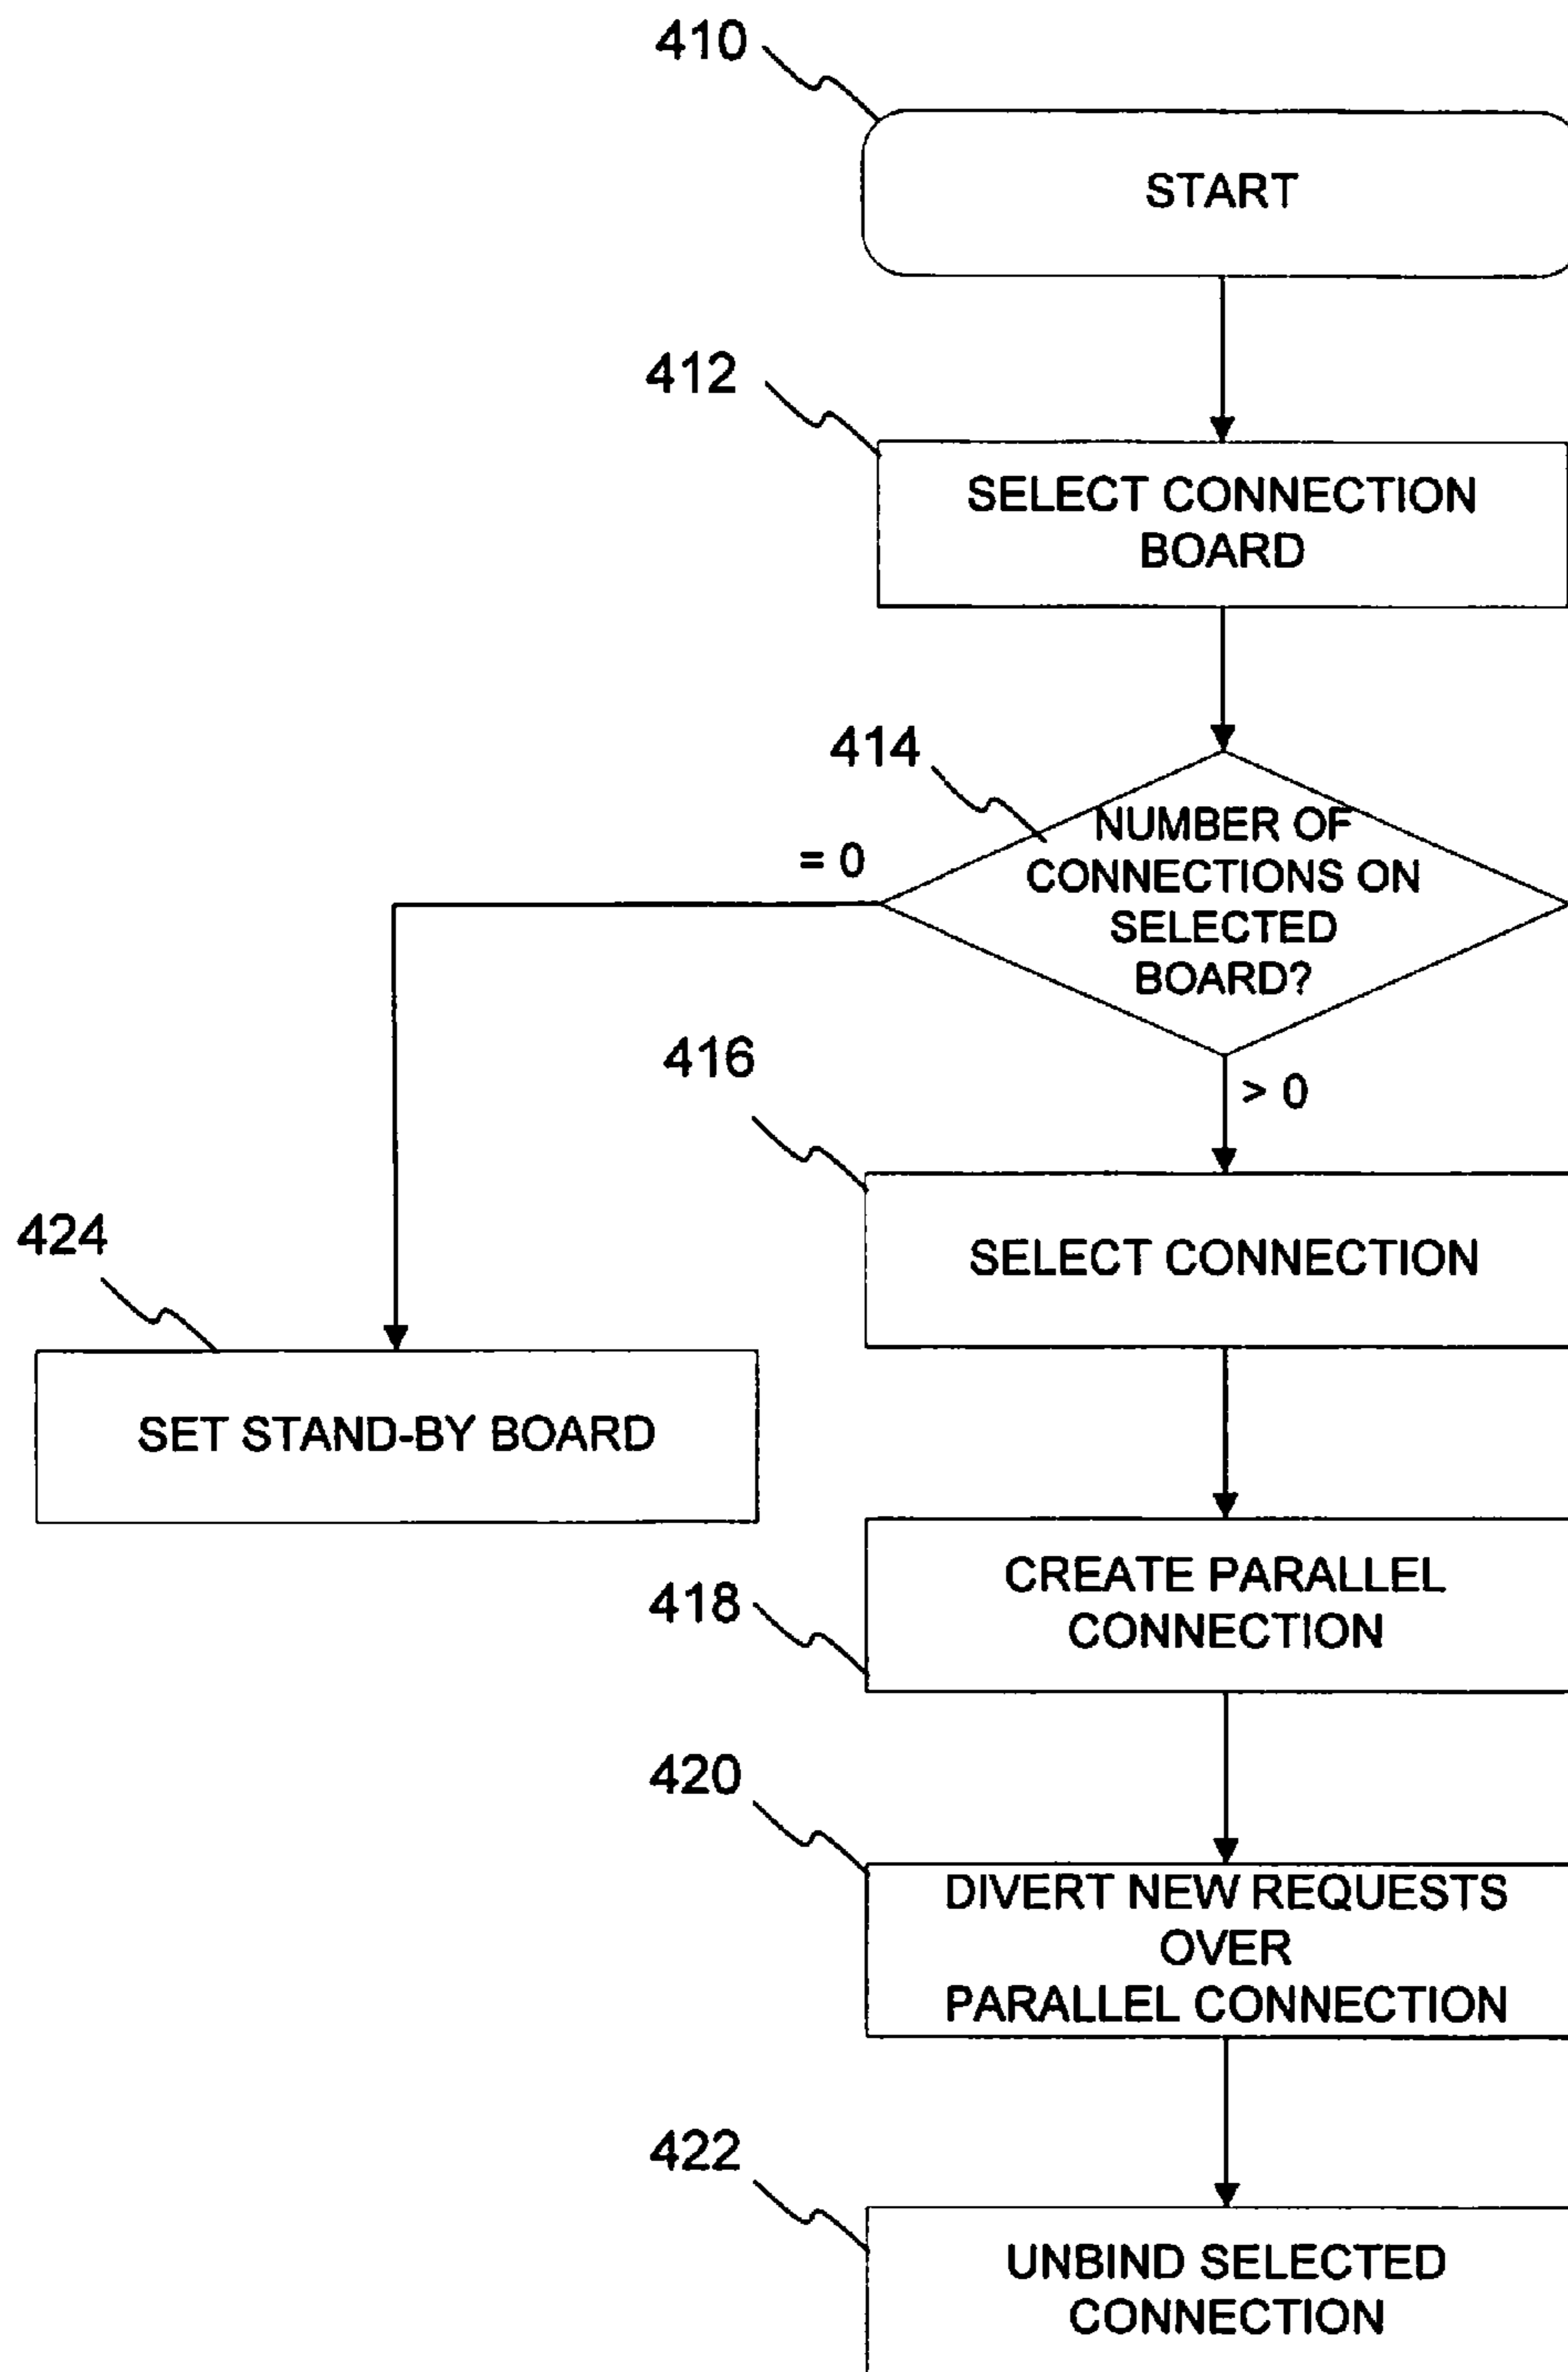 410
START
412
SELECT CONNECTION
BOARD
414
NUMBER OF
CONNECTIONS ON
SELECTED
BOARD?
= 0
> 0
416
SELECT CONNECTION
424
SET STAND-BY BOARD
418
CREATE PARALLEL
CONNECTION
420
DIVERT NEW REQUESTS
OVER
PARALLEL CONNECTION
422
UNBIND SELECTED
CONNECTION